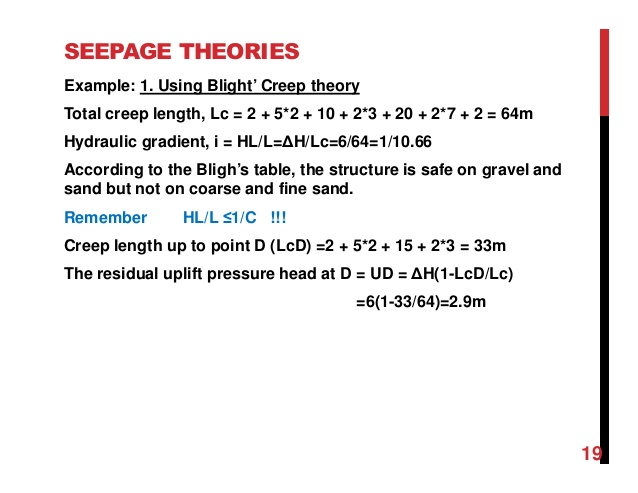 SEEPAGE THEORIES
Example: 1. Using Blight’ Creep theory
Total creep length, Lc = 2 + 5*2 + 10 + 2*3 + 20 + 2*7 + 2 = 64m
Hydraulic gradient, i = HL/L=ΔH/Lc=6/64=1/10.66
According to the Bligh’s table, the structure is safe on gravel and
sand but not on coarse and fine sand.
Remember HL/L ≤1/C !!!
Creep length up to point D (LcD) =2 + 5*2 + 15 + 2*3 = 33m
The residual uplift pressure head at D = UD = ΔH(1-LcD/Lc)
=6(1-33/64)=2.9m
19